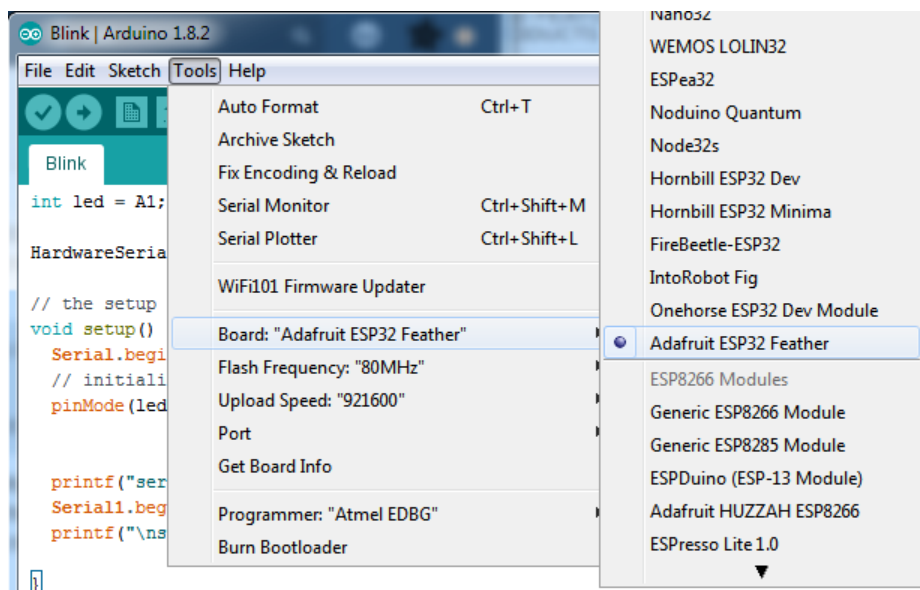 Blink | Arduino 1.8.2
File Edit Sketch Tools Help
Blink
int led = A1;
HardwareSeria
// the setup
void setup()
Serial.begi
// initiali
pinMode(led
printf("ser
Serial1.beg
printf("\ns
}
Auto Format Ctrl+T
Archive Sketch
Fix Encoding & Reload
Serial Monitor Ctrl+Shift+M
Serial Plotter Ctrl+Shift+L
WiFi101 Firmware Updater
Board: "Adafruit ESP32 Feather"
Flash Frequency: "80MHz"
Upload Speed: "921600"
Port
Get Board Info
Programmer: "Atmel EDBG"
Burn Bootloader
Nano32
WEMOS LOLIN32
ESPea32
Noduino Quantum
Node32s
Hornbill ESP32 Dev
Hornbill ESP32 Minima
FireBeetle-ESP32
IntoRobot Fig
Onehorse ESP32 Dev Module
Adafruit ESP32 Feather
ESP8266 Modules
Generic ESP8266 Module
Generic ESP8285 Module
ESPDuino (ESP-13 Module)
Adafruit HUZZAH ESP8266
ESPresso Lite 1.0